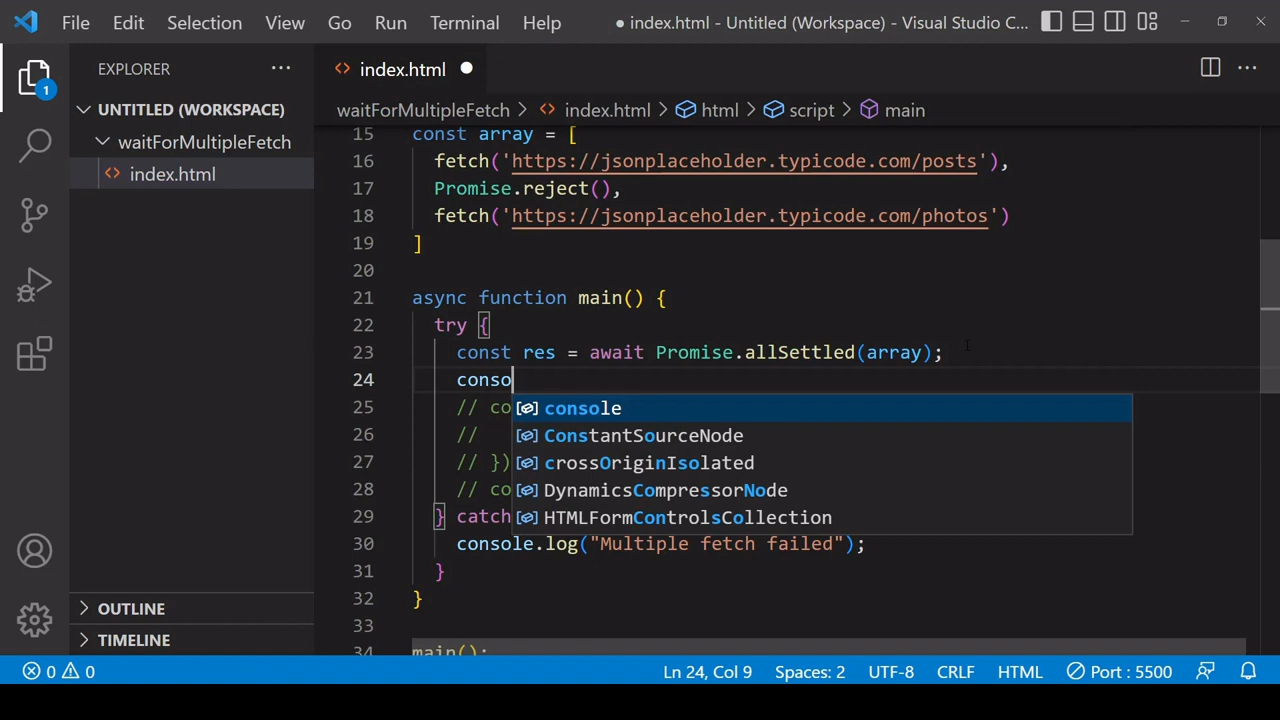 File Edit Selection View Go Run Terminal Help ● index.html - Untitled (Workspace) - Visual Studio C...
EXPLORER ···
index.html ●
1
UNTITLED (WORKSPACE)
waitForMultipleFetch
index.html
waitForMultipleFetch > index.html > html > script > main
15 const array = [
16 fetch('https://jsonplaceholder.typicode.com/posts'),
17 Promise.reject(),
18 fetch('https://jsonplaceholder.typicode.com/photos')
19 ]
20
21 async function main() {
22 try {
23 const res = await Promise.allSettled(array);
24 conso
25 // co
26 //
27 // })
28 // co
29 } catch
console
ConstantSourceNode
crossOriginIsolated
DynamicsCompressorNode
HTMLFormControlsCollection
30 console.log("Multiple fetch failed");
31 }
32 }
33
34 main();
OUTLINE
TIMELINE
0 0 Ln 24, Col 9 Spaces: 2 UTF-8 CRLF HTML Port : 5500